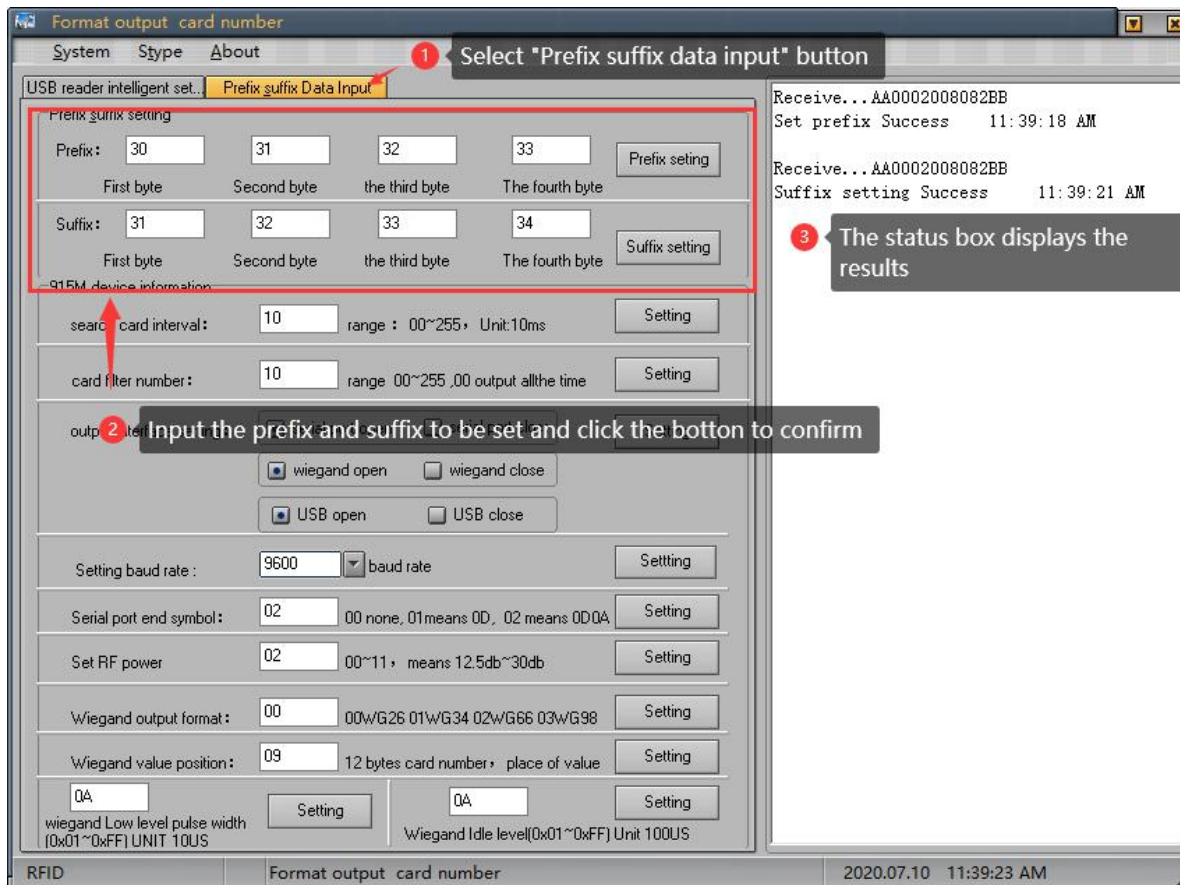 Format output card number
System Stype About
1 Select "Prefix suffix data input" button
USB reader intelligent set... Prefix suffix Data Input
Prefix suffix setting
Prefix: 30 31 32 33 Prefix seting
First byte Second byte the third byte The fourth byte
Suffix: 31 32 33 34 Suffix setting
First byte Second byte the third byte The fourth byte
915M device information
search card interval: 10 range: 00~255, Unit:10ms Setting
card filter number: 10 range 00~255 ,00 output allthe time Setting
2 Input the prefix and suffix to be set and click the botton to confirm
wiegand open wiegand close
USB open USB close
Setting baud rate : 9600 baud rate Settting
Serial port end symbol: 02 00 none, 01means 0D, 02 means 0D0A Setting
Set RF power 02 00~11, means 12.5db~30db Setting
Wiegand output format: 00 00WG26 01WG34 02WG66 03WG98 Setting
Wiegand value position: 09 12 bytes card number, place of value Setting
0A Setting 0A Setting
wiegand Low level pulse width
(0x01~0xFF) UNIT 10US
Wiegand Idle level(0x01~0xFF) Unit 100US
Receive...AA0002008082BB
Set prefix Success 11:39:18 AM
Receive...AA0002008082BB
Suffix setting Success 11:39:21 AM
3 The status box displays the
results
RFID Format output card number 2020.07.10 11:39:23 AM